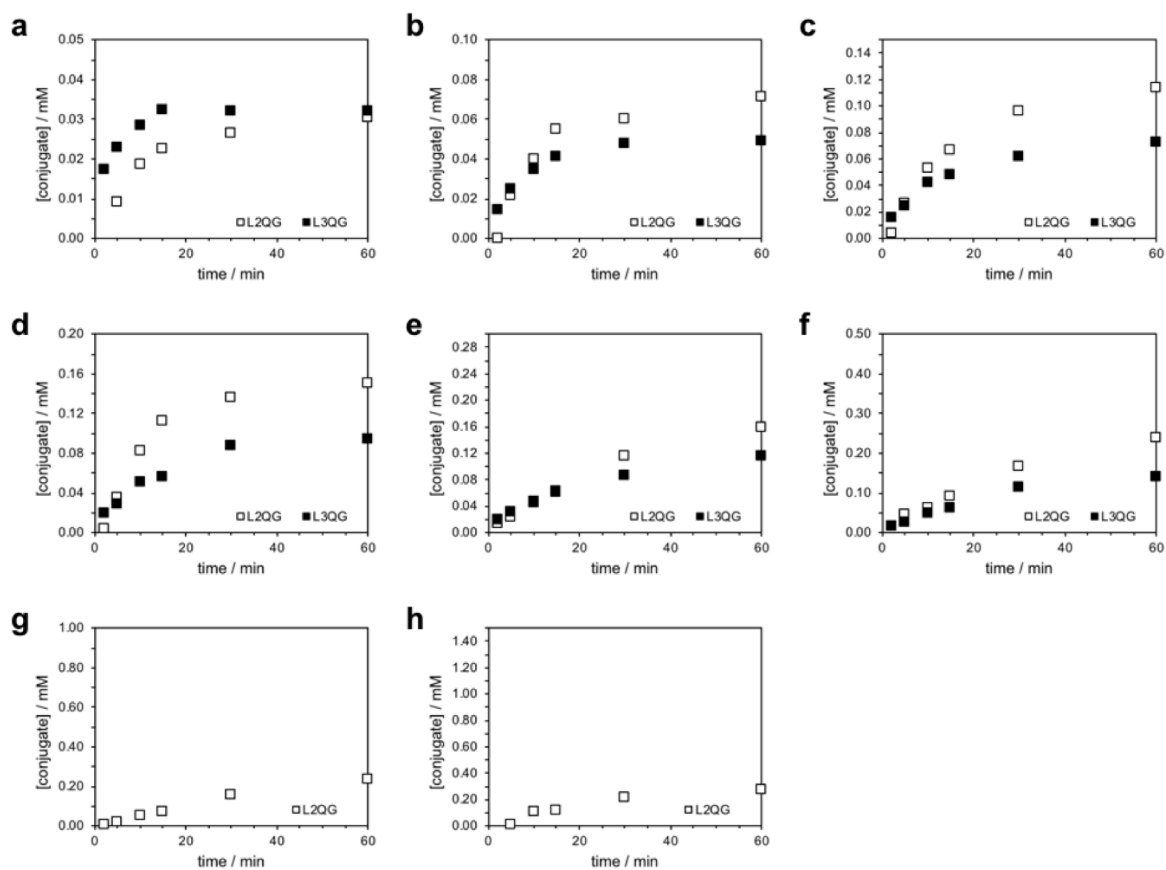 a
[conjugate] / mM
0.05
0.04
0.03
0.02
0.01
0.00
0 20 40 60
time / min
L2QG L3QG
b
[conjugate] / mM
0.10
0.08
0.06
0.04
0.02
0.00
0 20 40 60
time / min
L2QG L3QG
c
[conjugate] / mM
0.14
0.12
0.10
0.08
0.06
0.04
0.02
0.00
0 20 40 60
time / min
L2QG L3QG
d
[conjugate] / mM
0.20
0.16
0.12
0.08
0.04
0.00
0 20 40 60
time / min
L2QG L3QG
e
[conjugate] / mM
0.28
0.24
0.20
0.16
0.12
0.08
0.04
0.00
0 20 40 60
time / min
L2QG L3QG
f
[conjugate] / mM
0.50
0.40
0.30
0.20
0.10
0.00
0 20 40 60
time / min
L2QG L3QG
g
[conjugate] / mM
1.00
0.80
0.60
0.40
0.20
0.00
0 20 40 60
time / min
L2QG
h
[conjugate] / mM
1.40
1.20
1.00
0.80
0.60
0.40
0.20
0.00
0 20 40 60
time / min
L2QG